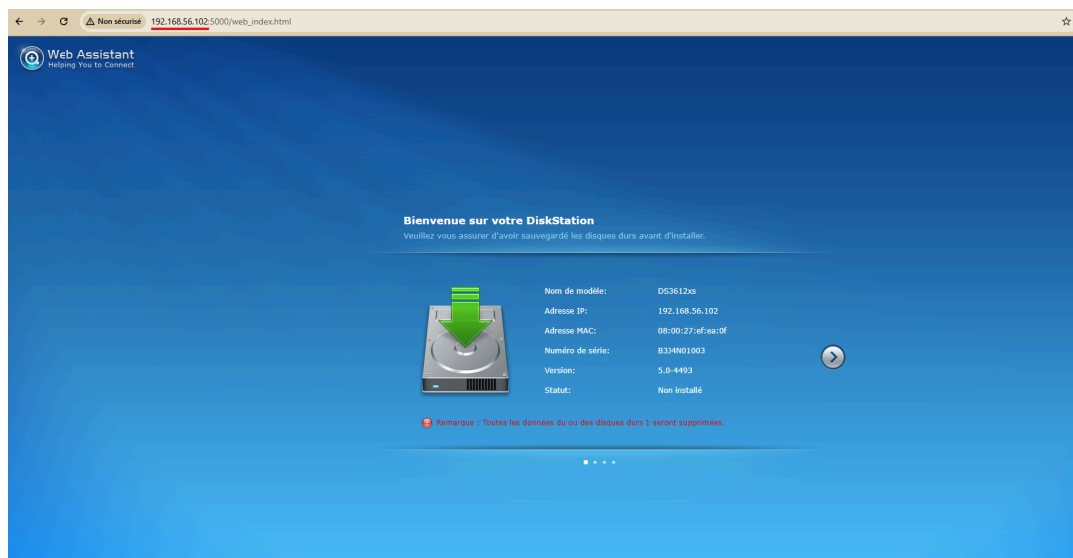 Non sécurisé 192.168.56.102:5000/web_index.html
Web Assistant
Helping You to Connect
Bienvenue sur votre DiskStation
Veuillez vous assurer d'avoir sauvegardé les disques durs avant d'installer.
Nom de modèle: DS3612xs
Adresse IP: 192.168.56.102
Adresse MAC: 08:00:27:ef:ea:0f
Numéro de série: B3J4N01003
Version: 5.0-4493
Statut: Non installé
Remarque : Toutes les données du ou des disques durs 1 seront supprimées.